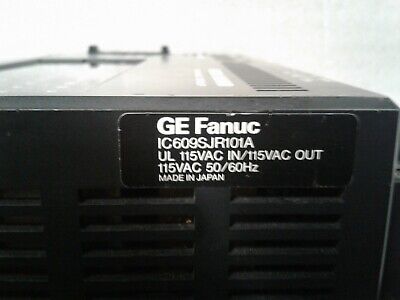 GE Fanuc
IC609SJR101A
UL 115VAC IN/115VAC OUT
115VAC 50/60Hz
MADE IN JAPAN